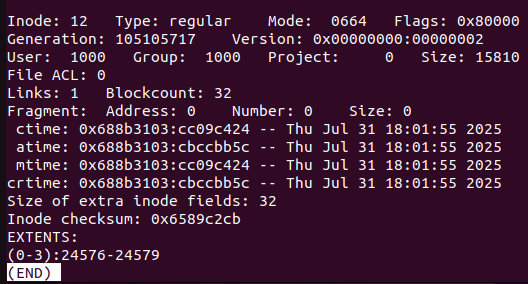 Inode: 12   Type: regular    Mode:  0664   Flags: 0x80000
Generation: 105105717    Version: 0x00000000:00000002
User:  1000   Group:  1000   Project:     0   Size: 15810
File ACL: 0
Links: 1   Blockcount: 32
Fragment:  Address: 0    Number: 0    Size: 0
 ctime: 0x688b3103:cc09c424 -- Thu Jul 31 18:01:55 2025
 atime: 0x688b3103:cbccbb5c -- Thu Jul 31 18:01:55 2025
 mtime: 0x688b3103:cc09c424 -- Thu Jul 31 18:01:55 2025
crtime: 0x688b3103:cbccbb5c -- Thu Jul 31 18:01:55 2025
Size of extra inode fields: 32
Inode checksum: 0x6589c2cb
EXTENTS:
(0-3):24576-24579
(END)